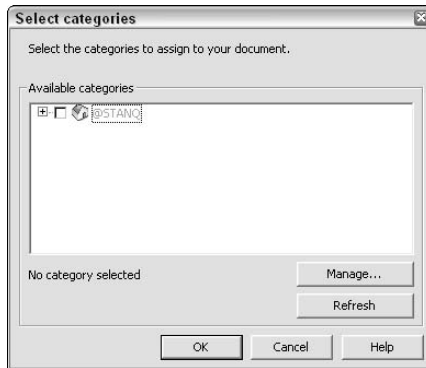 Select categories
Select the categories to assign to your document.
Available categories
@STANQ
No category selected
Manage...
Refresh
OK
Cancel
Help